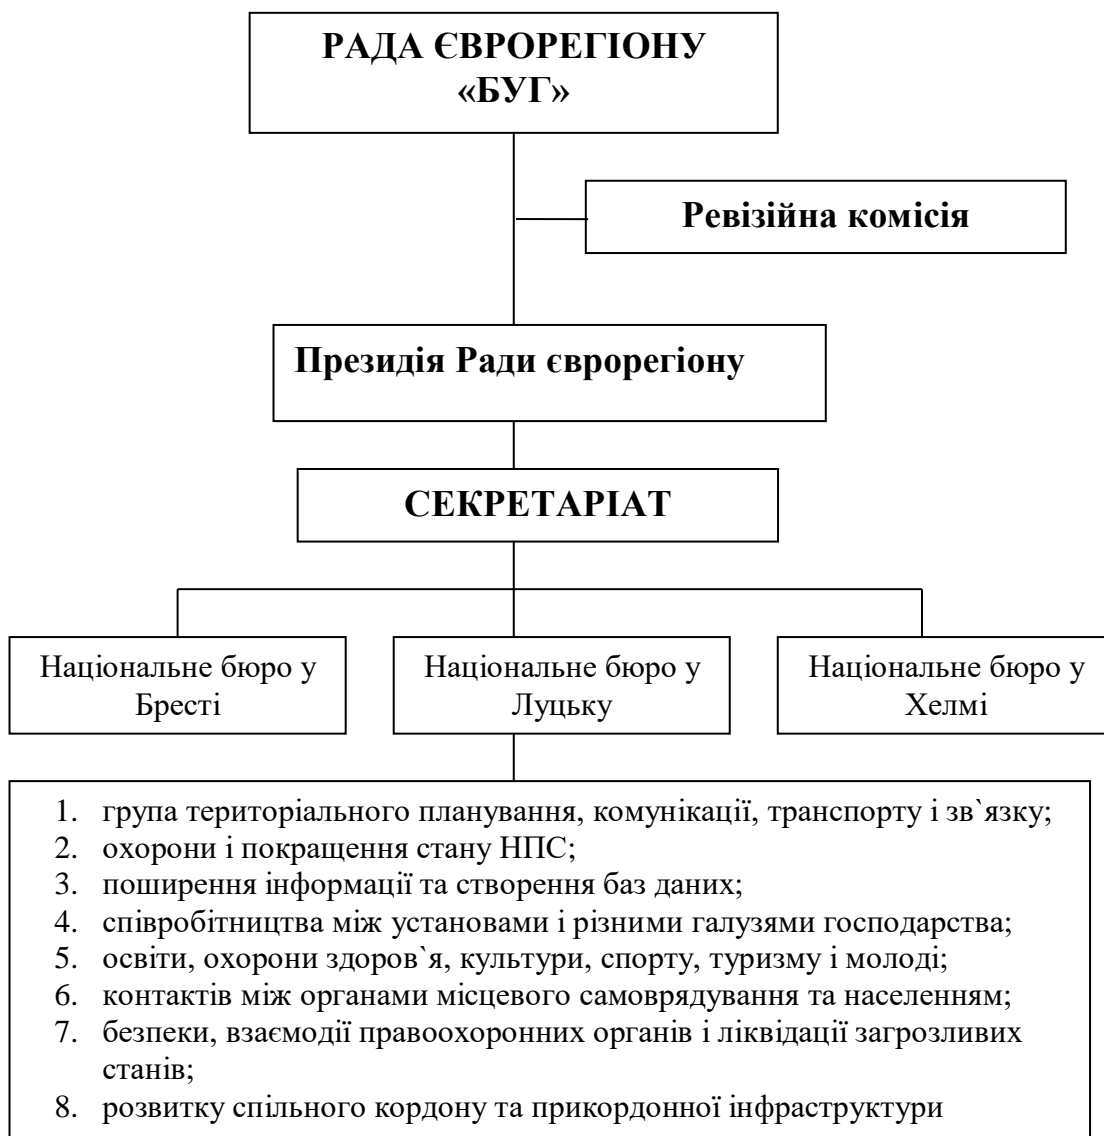 РАДА ЄВРОРЕГІОНУ
«БУГ»
Ревізійна комісія
Президія Ради єврорегіону
СЕКРЕТАРІАТ
Національне бюро у
Бресті
Національне бюро у
Луцьку
Національне бюро у
Хелмі
1. група територіального планування, комунікації, транспорту і зв`язку;
2. охорони і покращення стану НПС;
3. поширення інформації та створення баз даних;
4. співробітництва між установами і різними галузями господарства;
5. освіти, охорони здоров`я, культури, спорту, туризму і молоді;
6. контактів між органами місцевого самоврядування та населенням;
7. безпеки, взаємодії правоохоронних органів і ліквідації загрозливих
станів;
8. розвитку спільного кордону та прикордонної інфраструктури